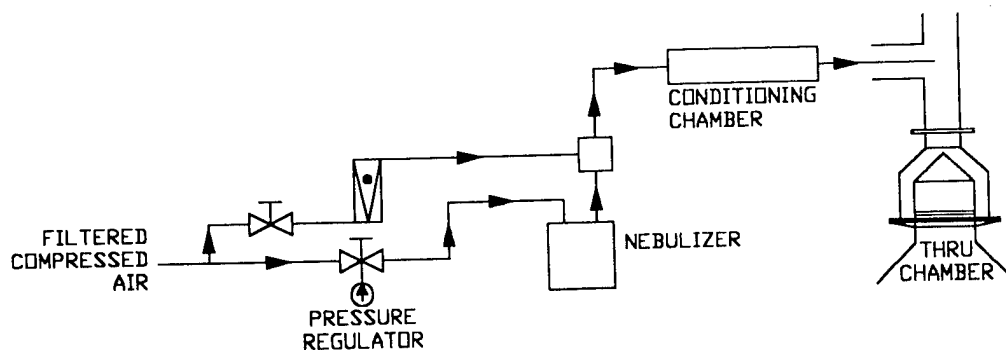 CONDITIONING
CHAMBER
NEBULIZER
FILTERED
COMPRESSED
AIR
THRU
CHAMBER
PRESSURE
REGULATOR